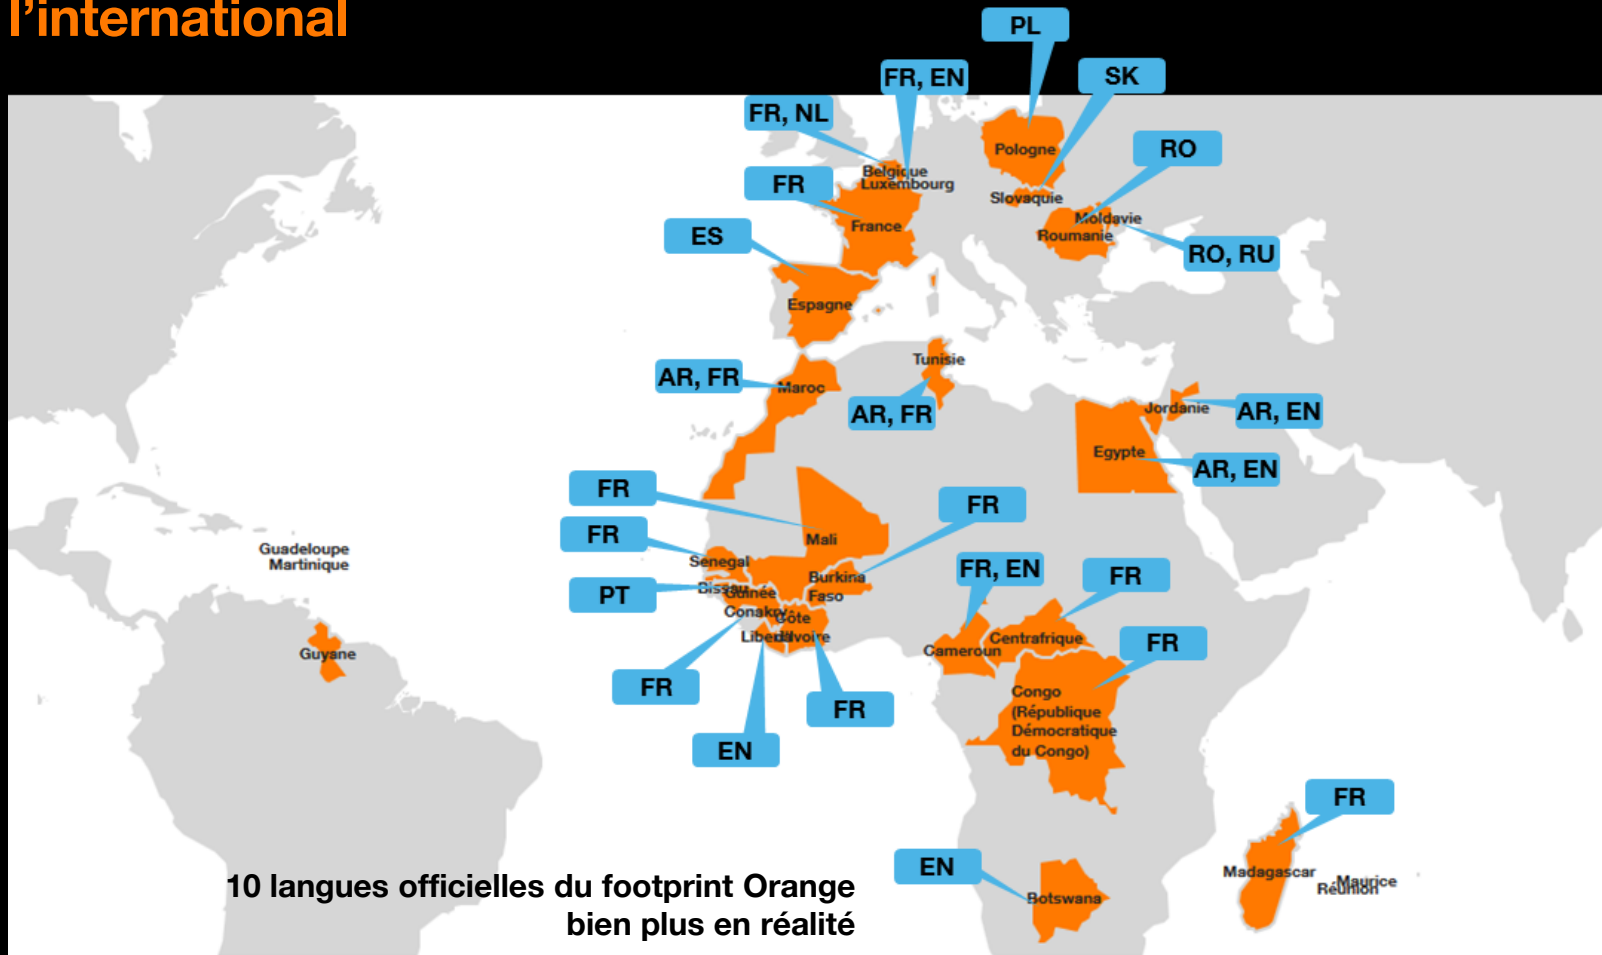 l'international
PL
FR, EN
SK
FR, NL
RO
Pologne
Belgique
FR
Luxembourg
Slovaquie
Moldavie
France
Roumanie
ES
RO, RU
Espagne
Tunisie
AR, FR
Maroc
AR, FR
Jordanie
AR, EN
Egypte
AR, EN
FR
FR
FR
Mali
Guadeloupe
Martinique
Senegal
FR, EN
FR
Burkina
Faso
PT
Bissau
Guinée
Conakry
Côte
d'Ivoire
Liberia
Centrafrique
FR
Cameroun
Guyane
FR
Congo
(République
Démocratique
du Congo)
FR
EN
FR
EN
Botswana
Madagascar
Maurice
Réunion
10 langues officielles du footprint Orange
bien plus en réalité